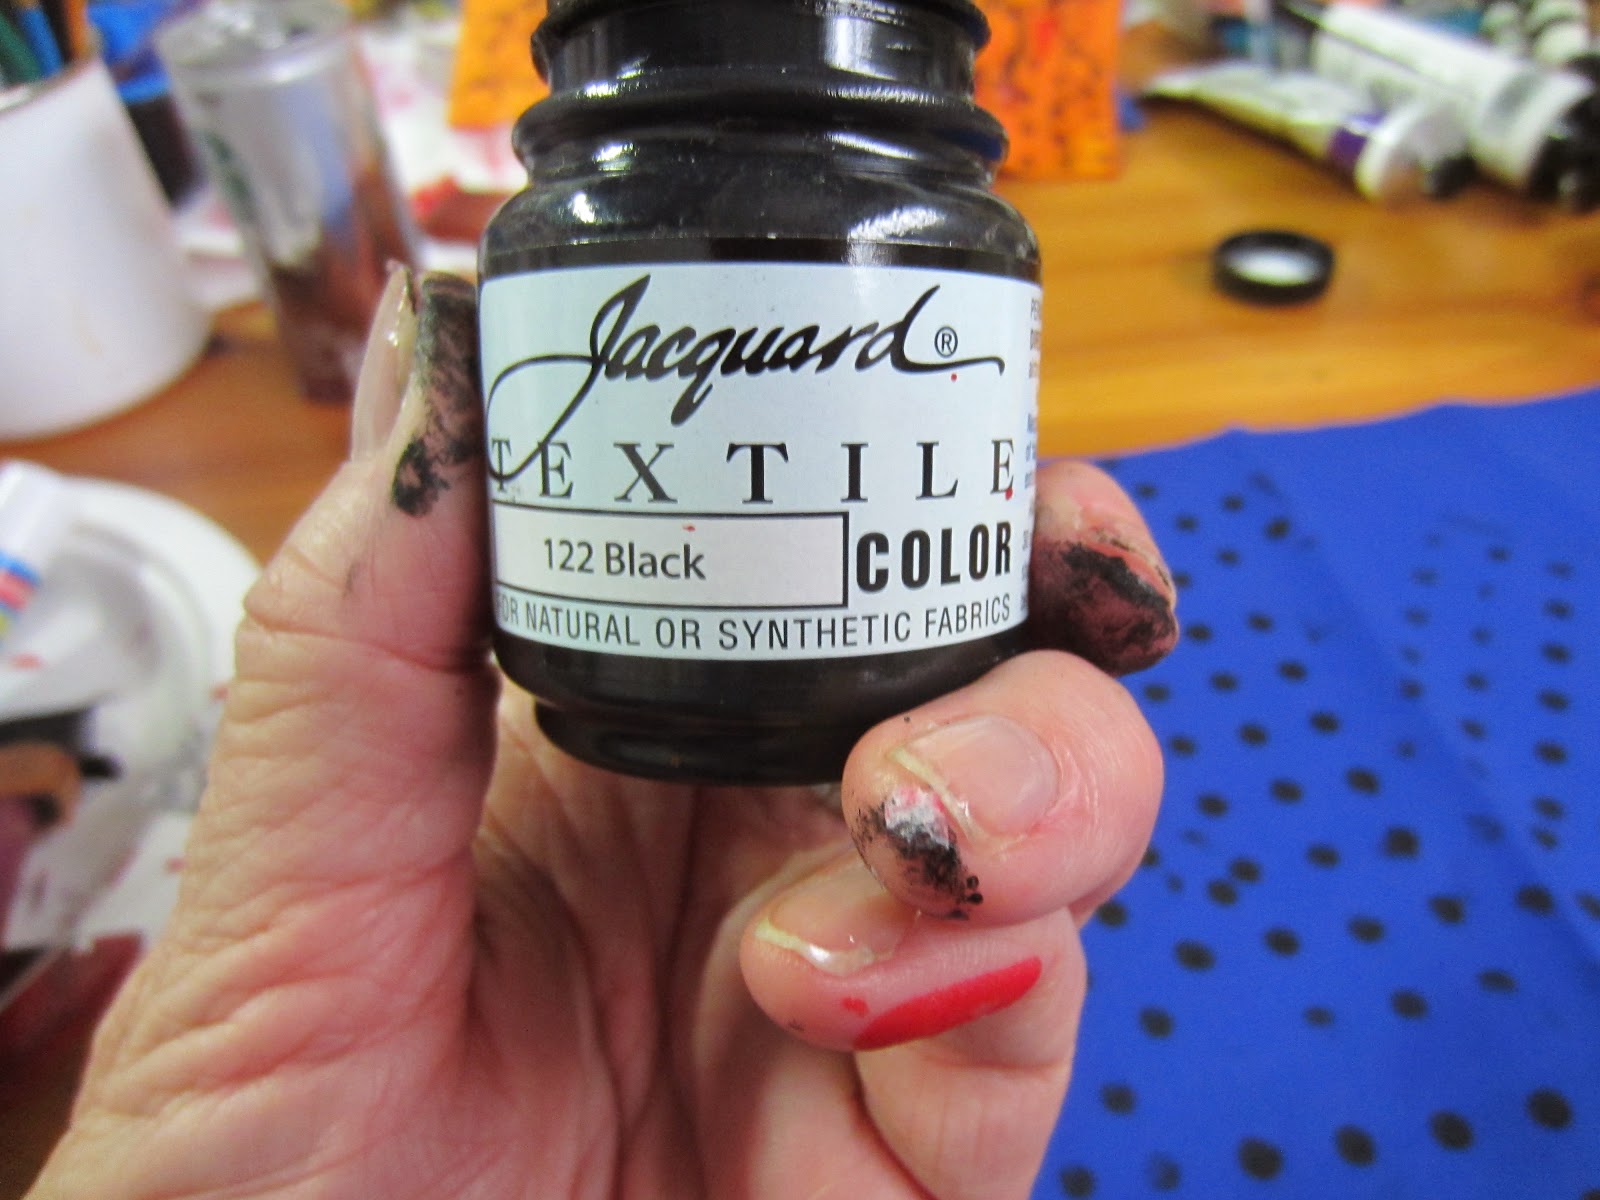 Jacquard®
TEXTILE
122 Black
COLOR
FOR NATURAL OR SYNTHETIC FABRICS